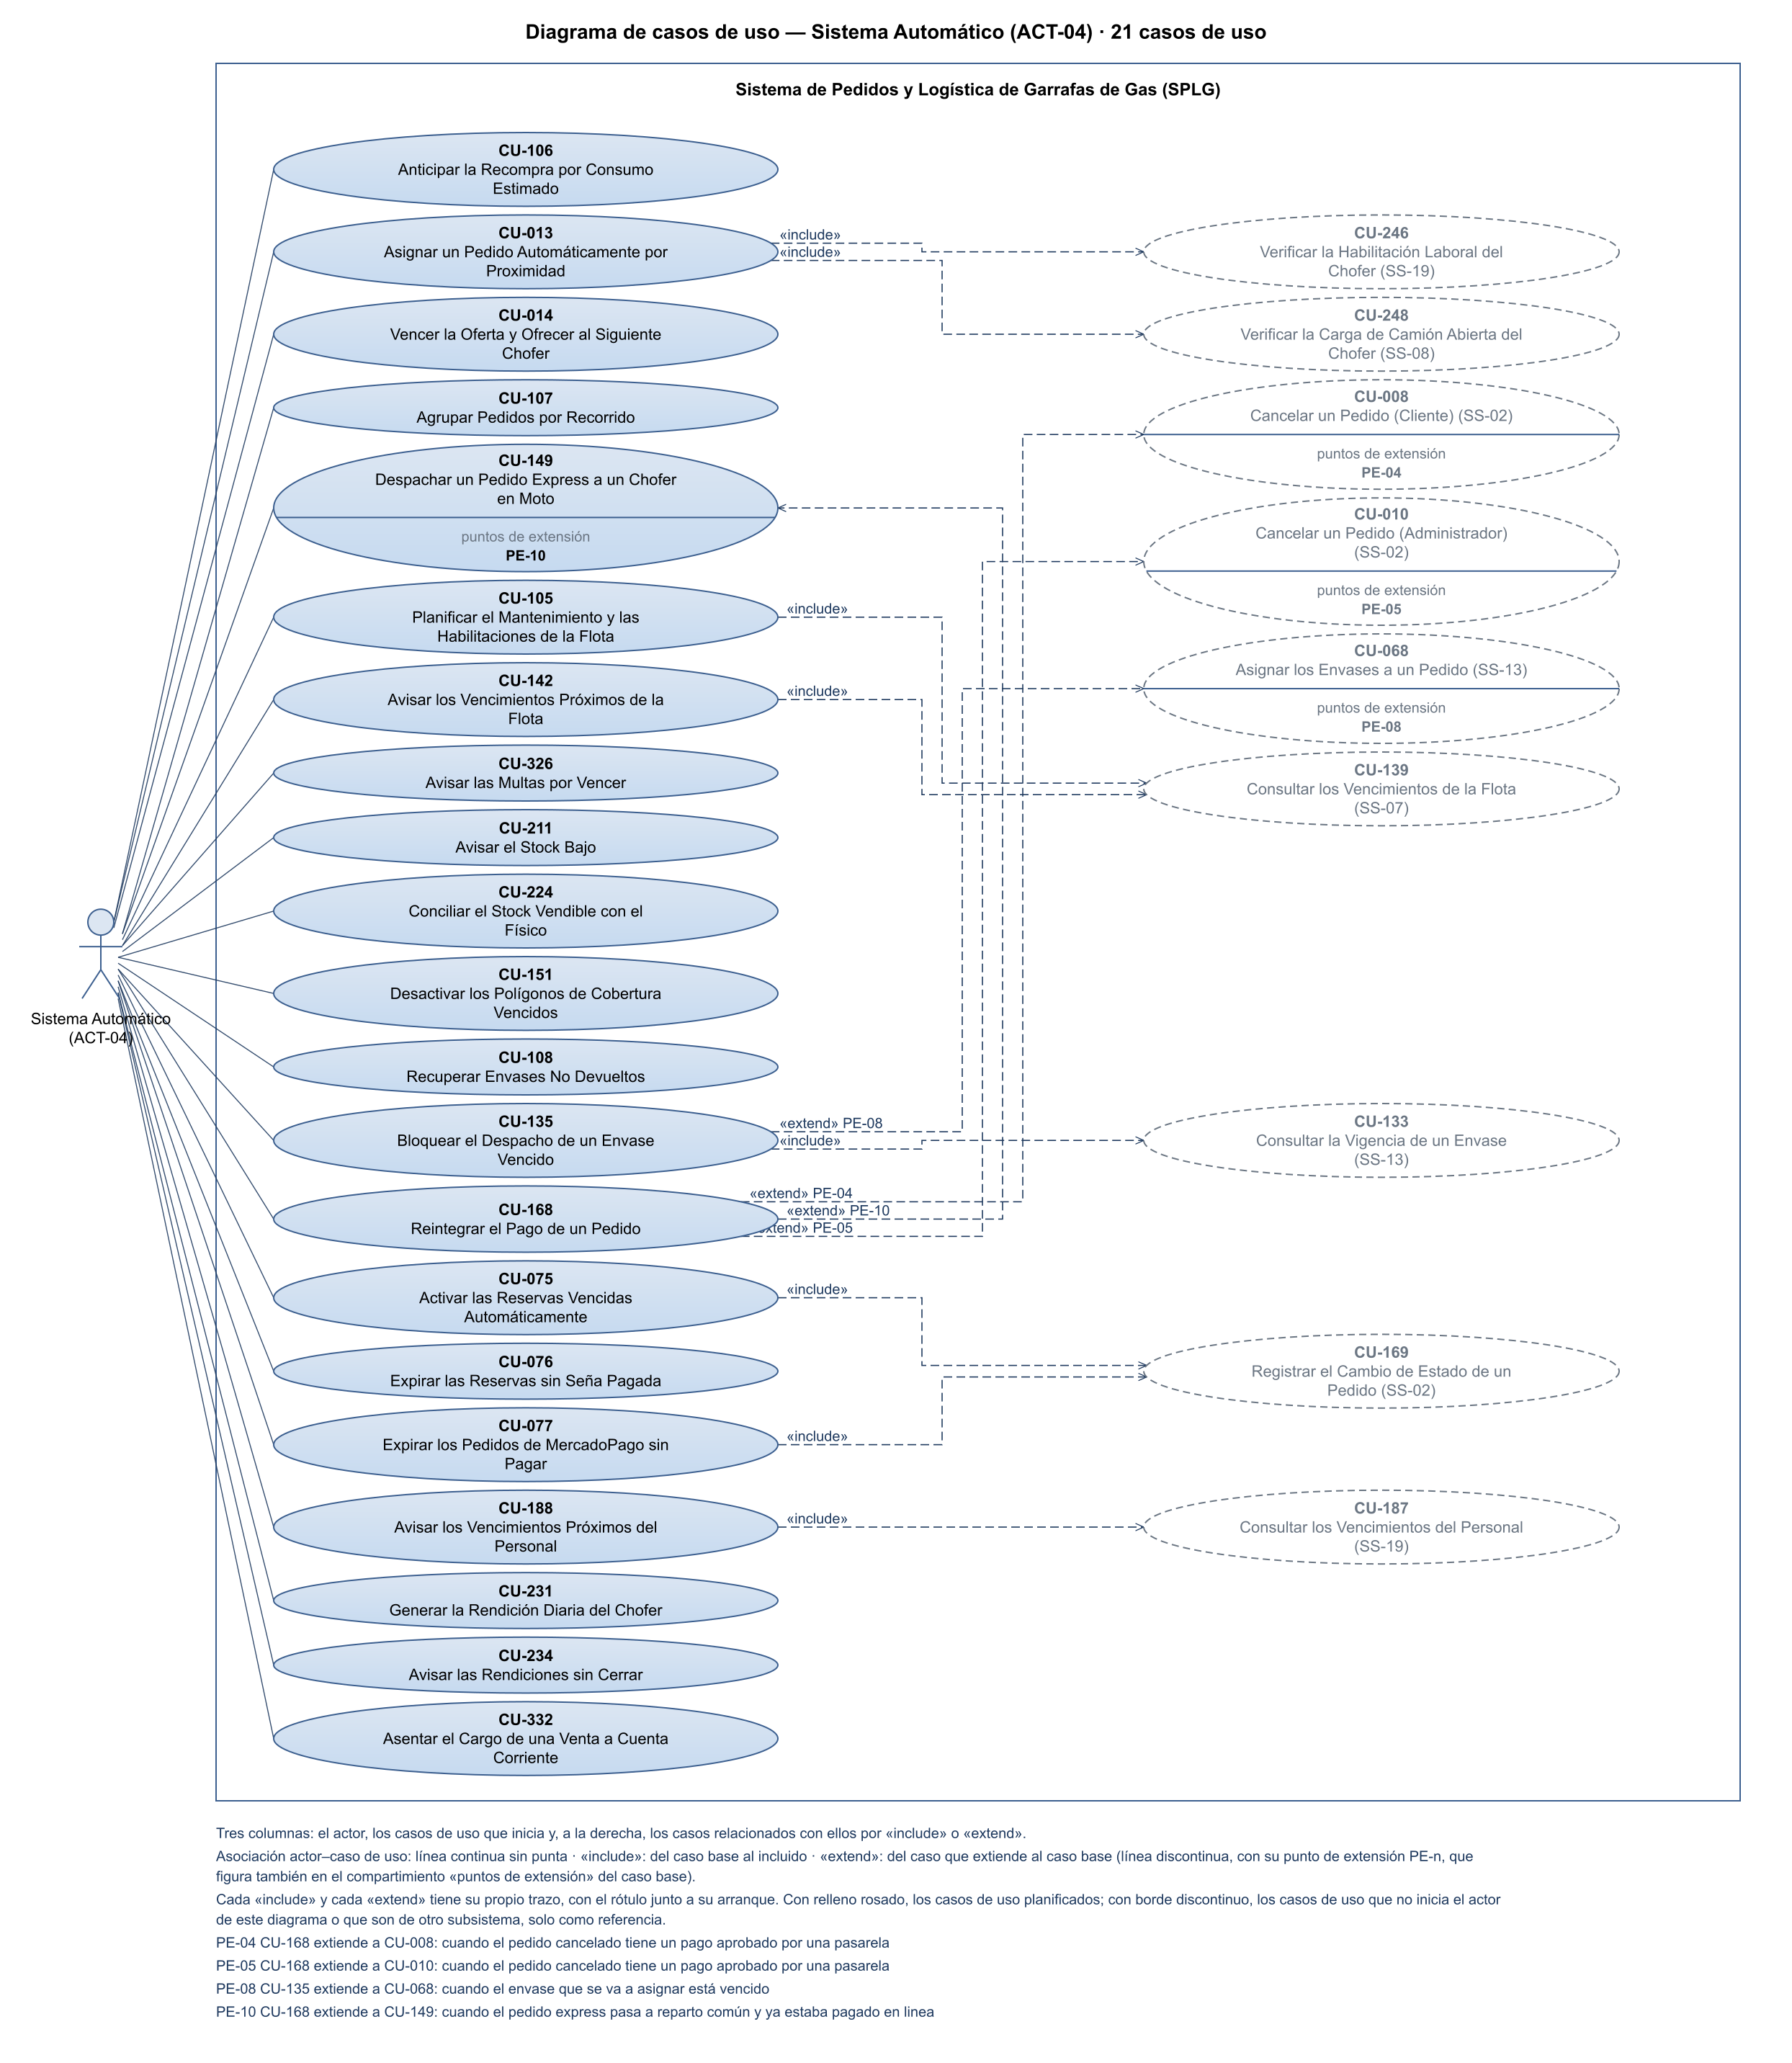 Diagrama de casos de uso — Sistema Automático (ACT-04) · 21 casos de uso
Sistema de Pedidos y Logística de Garrafas de Gas (SPLG)
CU-106
Anticipar la Recompra por Consumo
Estimado
CU-013
Asignar un Pedido Automáticamente por
Proximidad
«include»
«include»
CU-246
Verificar la Habilitación Laboral del
Chofer (SS-19)
CU-014
Vencer la Oferta y Ofrecer al Siguiente
Chofer
CU-248
Verificar la Carga de Camión Abierta del
Chofer (SS-08)
CU-107
Agrupar Pedidos por Recorrido
CU-008
Cancelar un Pedido (Cliente) (SS-02)
puntos de extensión
PE-04
CU-149
Despachar un Pedido Express a un Chofer
en Moto
puntos de extensión
PE-10
CU-010
Cancelar un Pedido (Administrador)
(SS-02)
puntos de extensión
PE-05
CU-105
Planificar el Mantenimiento y las
Habilitaciones de la Flota
«include»
CU-068
Asignar los Envases a un Pedido (SS-13)
puntos de extensión
PE-08
CU-142
Avisar los Vencimientos Próximos de la
Flota
«include»
CU-139
Consultar los Vencimientos de la Flota
(SS-07)
CU-326
Avisar las Multas por Vencer
CU-211
Avisar el Stock Bajo
CU-224
Conciliar el Stock Vendible con el
Físico
Sistema Automático
(ACT-04)
CU-151
Desactivar los Polígonos de Cobertura
Vencidos
CU-108
Recuperar Envases No Devueltos
CU-135
Bloquear el Despacho de un Envase
Vencido
«extend» PE-08
«include»
CU-133
Consultar la Vigencia de un Envase
(SS-13)
CU-168
Reintegrar el Pago de un Pedido
«extend» PE-04
«extend» PE-10
extend» PE-05
CU-075
Activar las Reservas Vencidas
Automáticamente
«include»
CU-076
Expirar las Reservas sin Seña Pagada
CU-169
Registrar el Cambio de Estado de un
Pedido (SS-02)
CU-077
Expirar los Pedidos de MercadoPago sin
Pagar
«include»
CU-188
Avisar los Vencimientos Próximos del
Personal
«include»
CU-187
Consultar los Vencimientos del Personal
(SS-19)
CU-231
Generar la Rendición Diaria del Chofer
CU-234
Avisar las Rendiciones sin Cerrar
CU-332
Asentar el Cargo de una Venta a Cuenta
Corriente
Tres columnas: el actor, los casos de uso que inicia y, a la derecha, los casos relacionados con ellos por «include» o «extend».
Asociación actor–caso de uso: línea continua sin punta · «include»: del caso base al incluido · «extend»: del caso que extiende al caso base (línea discontinua, con su punto de extensión PE-n, que
figura también en el compartimiento «puntos de extensión» del caso base).
Cada «include» y cada «extend» tiene su propio trazo, con el rótulo junto a su arranque. Con relleno rosado, los casos de uso planificados; con borde discontinuo, los casos de uso que no inicia el actor
de este diagrama o que son de otro subsistema, solo como referencia.
PE-04 CU-168 extiende a CU-008: cuando el pedido cancelado tiene un pago aprobado por una pasarela
PE-05 CU-168 extiende a CU-010: cuando el pedido cancelado tiene un pago aprobado por una pasarela
PE-08 CU-135 extiende a CU-068: cuando el envase que se va a asignar está vencido
PE-10 CU-168 extiende a CU-149: cuando el pedido express pasa a reparto común y ya estaba pagado en linea